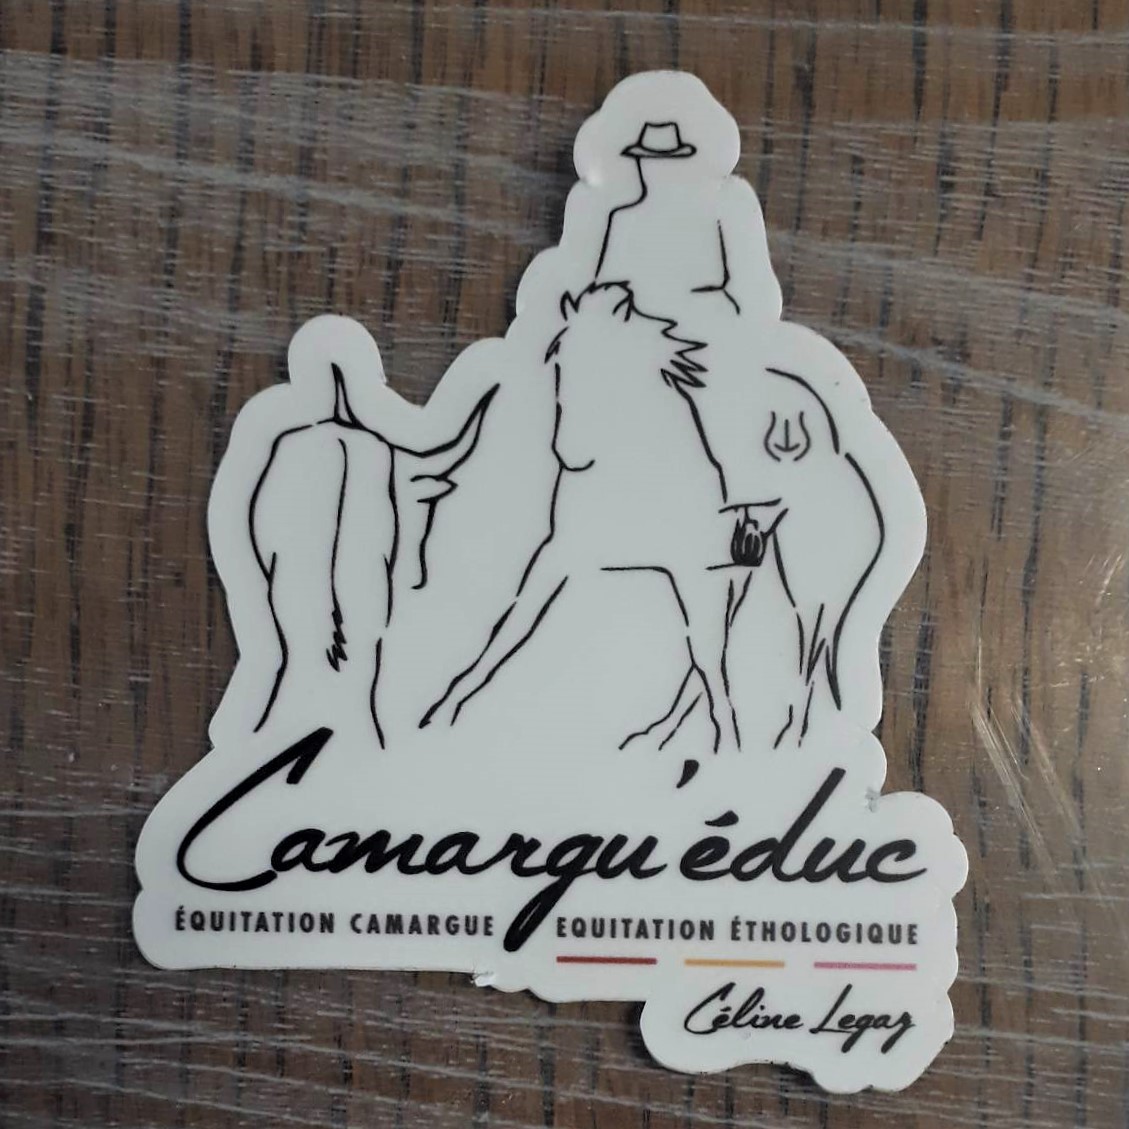 Camargu'éduc
ÉQUITATION CAMARGUE EQUITATION ÉTHOLOGIQUE
Céline Legaz